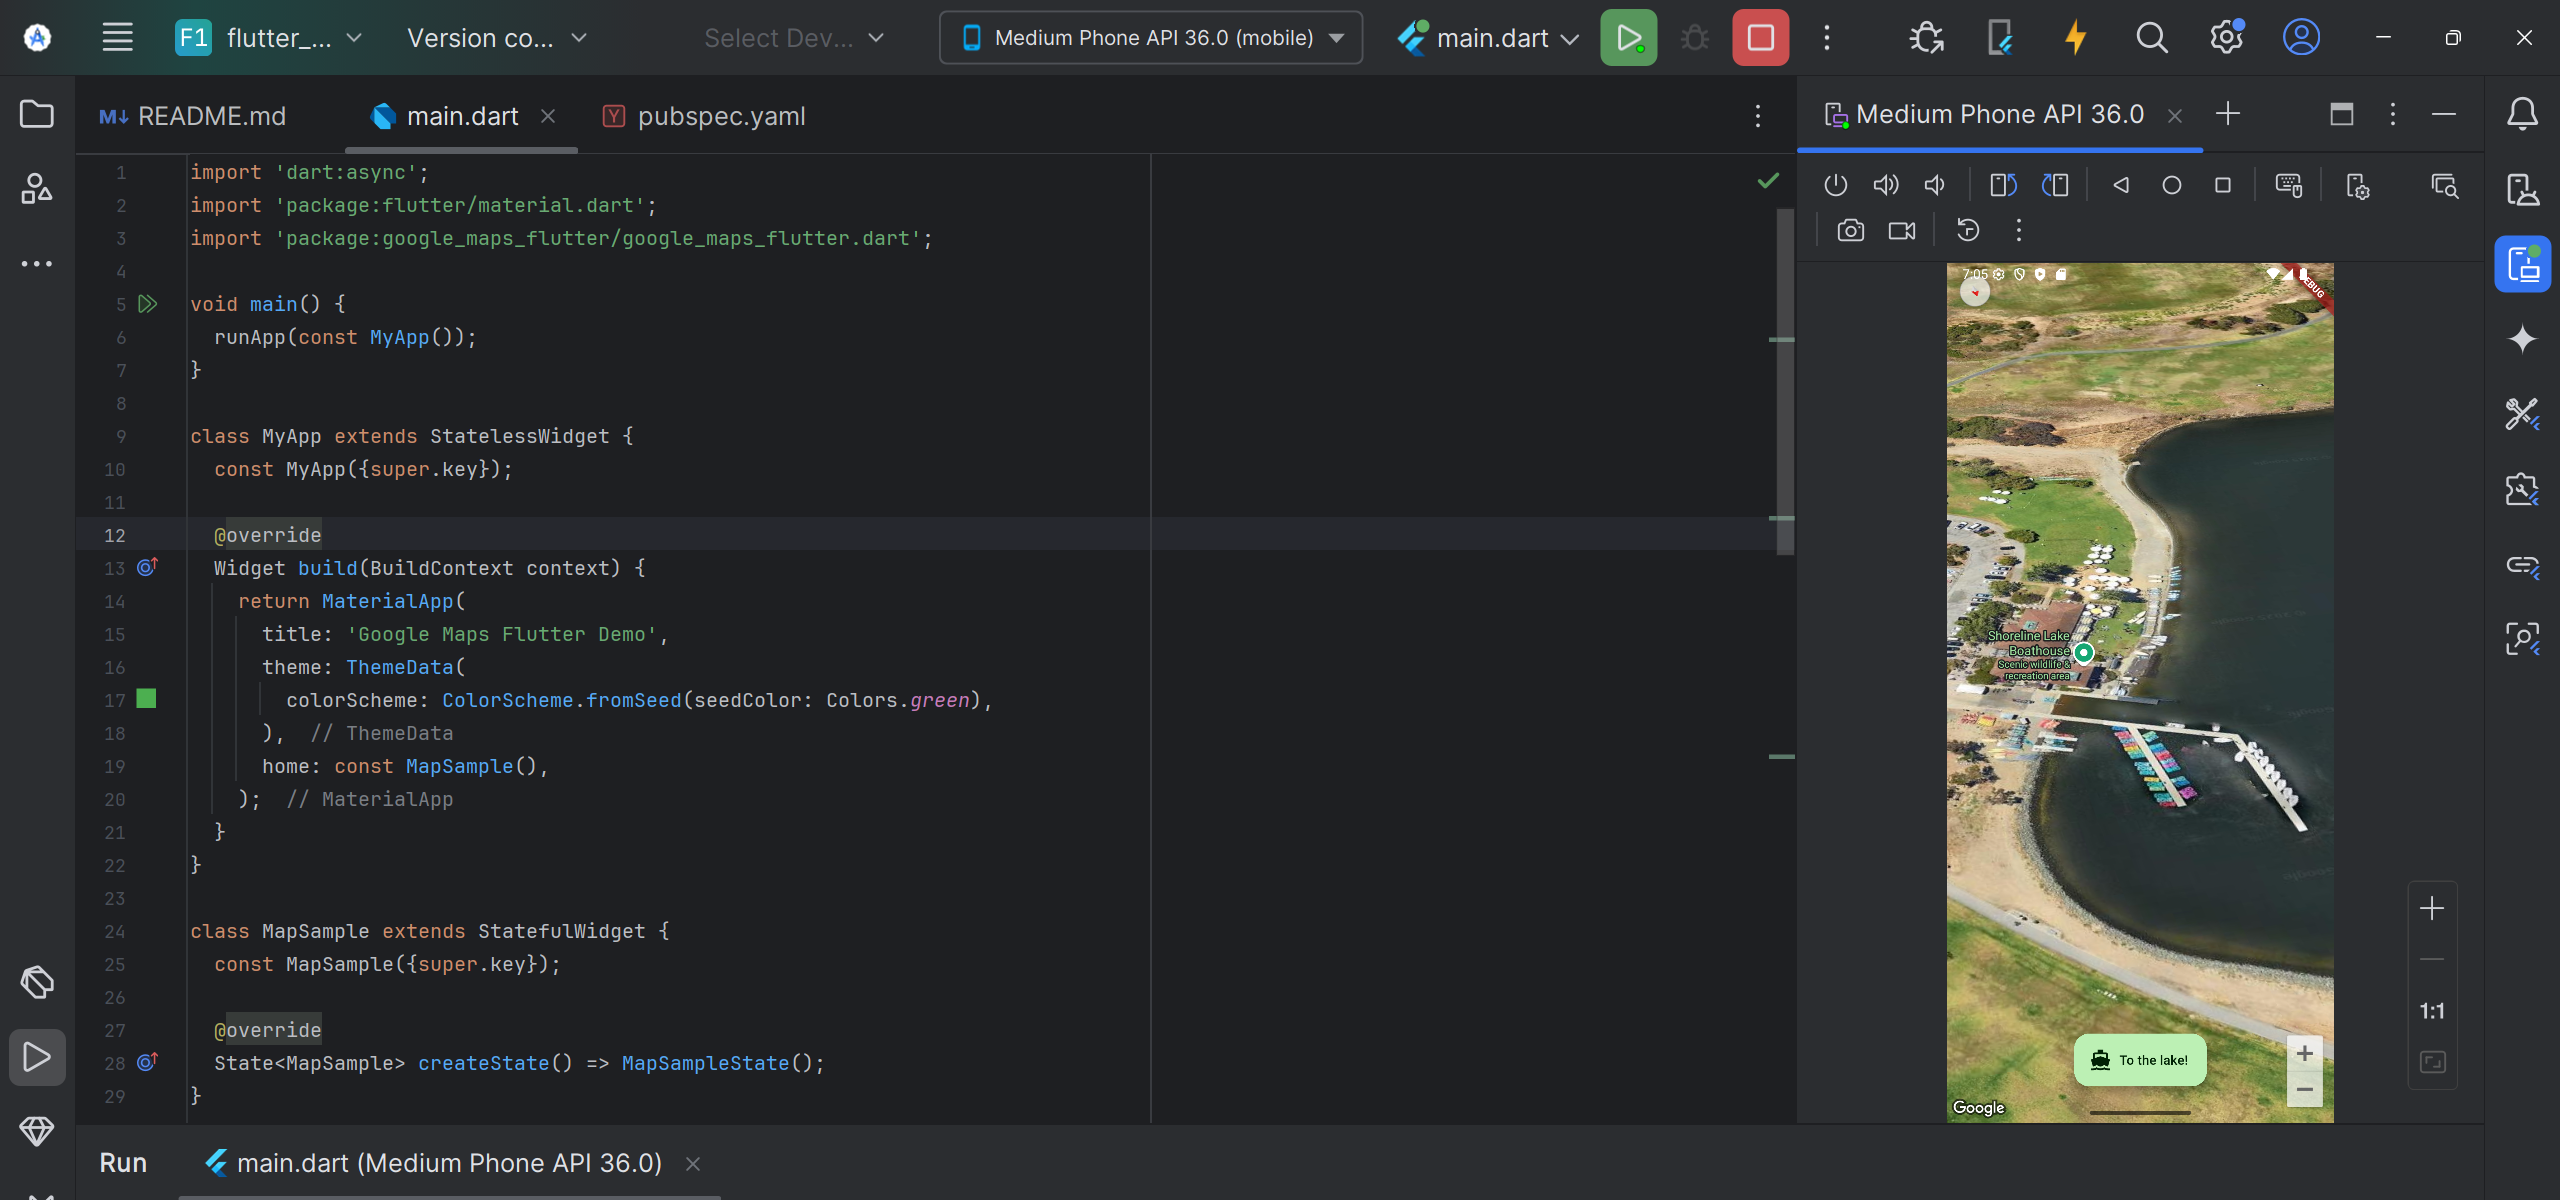 F1 flutter_... Version co... Select Dev... Medium Phone API 36.0 (mobile) main.dart
README.md main.dart pubspec.yaml
Medium Phone API 36.0
1 import 'dart:async';
2 import 'package:flutter/material.dart';
3 import 'package:google_maps_flutter/google_maps_flutter.dart';
4
5 void main() {
6 runApp(const MyApp());
7 }
8
9 class MyApp extends StatelessWidget {
10 const MyApp({super.key});
11
12 @override
13 Widget build(BuildContext context) {
14 return MaterialApp(
15 title: 'Google Maps Flutter Demo',
16 theme: ThemeData(
17 colorScheme: ColorScheme.fromSeed(seedColor: Colors.green),
18 ), // ThemeData
19 home: const MapSample(),
20 ); // MaterialApp
21 }
22 }
23
24 class MapSample extends StatefulWidget {
25 const MapSample({super.key});
26
27 @override
28 State<MapSample> createState() => MapSampleState();
29 }
7:05
Shoreline Lake
Boathouse
Scenic wildlife &
recreation area
To the lake!
Google
1:1
Run main.dart (Medium Phone API 36.0)